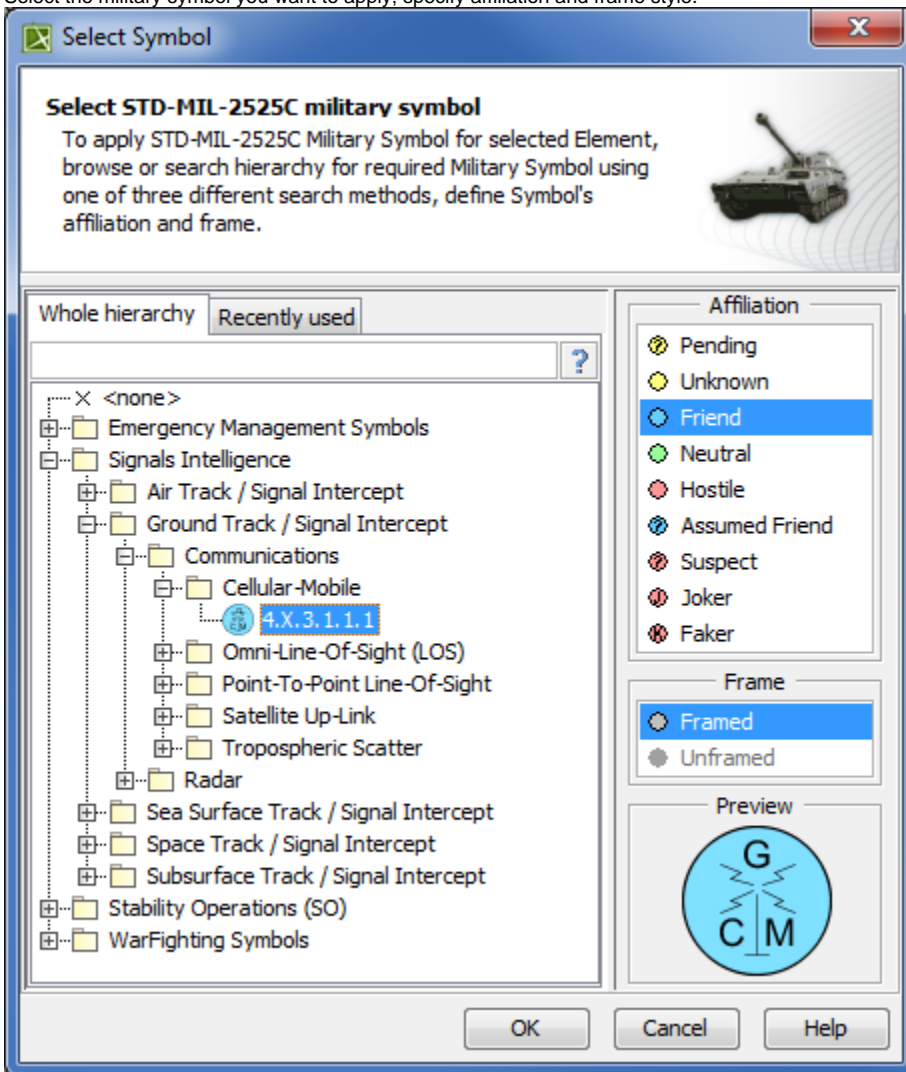 Select the military symbol you want to apply, specify affiliation and frame style.
Select Symbol
Select STD-MIL-2525C military symbol
To apply STD-MIL-2525C Military Symbol for selected Element,
browse or search hierarchy for required Military Symbol using
one of three different search methods, define Symbol's
affiliation and frame.
Whole hierarchy
Recently used
?
<none>
Emergency Management Symbols
Signals Intelligence
Air Track / Signal Intercept
Ground Track / Signal Intercept
Communications
Cellular-Mobile
4.X.3.1.1.1
Omni-Line-Of-Sight (LOS)
Point-To-Point Line-Of-Sight
Satellite Up-Link
Tropospheric Scatter
Radar
Sea Surface Track / Signal Intercept
Space Track / Signal Intercept
Subsurface Track / Signal Intercept
Stability Operations (SO)
WarFighting Symbols
Affiliation
Pending
Unknown
Friend
Neutral
Hostile
Assumed Friend
Suspect
Joker
Faker
Frame
Framed
Unframed
Preview
G
C M
OK
Cancel
Help